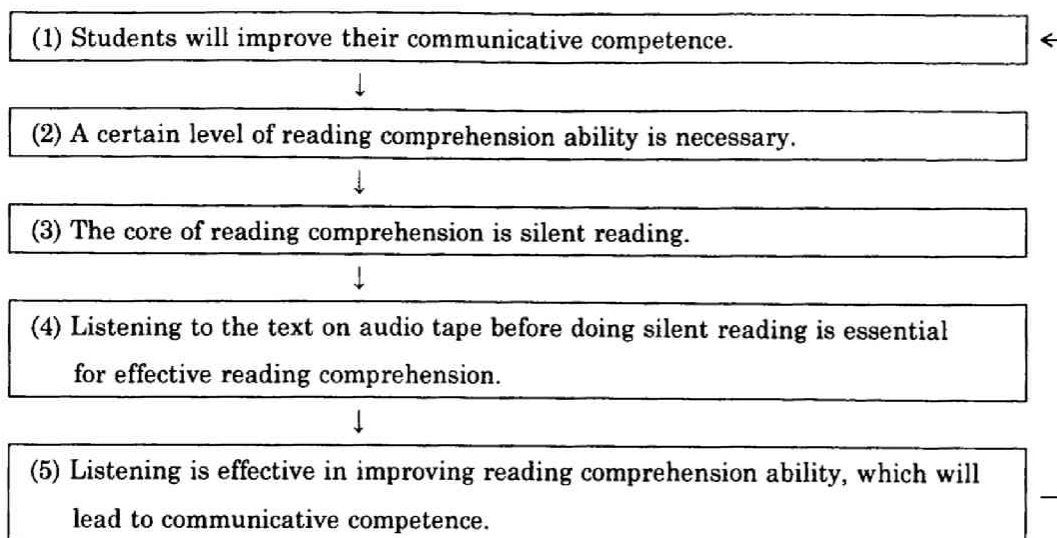 (1) Students will improve their communicative competence.
↓
(2) A certain level of reading comprehension ability is necessary.
↓
(3) The core of reading comprehension is silent reading.
↓
(4) Listening to the text on audio tape before doing silent reading is essential
for effective reading comprehension.
↓
(5) Listening is effective in improving reading comprehension ability, which will
lead to communicative competence.